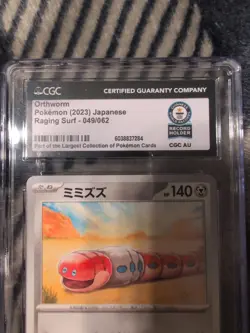 CGC
CERTIFIED GUARANTY COMPANY
Orthworm
Pokémon (2023) Japanese
Raging Surf - 049/062
6038827264
Part of the Largest Collection of Pokémon Cards
RECORD
HOLDER
CGC AU
ミミズズ
HP 140